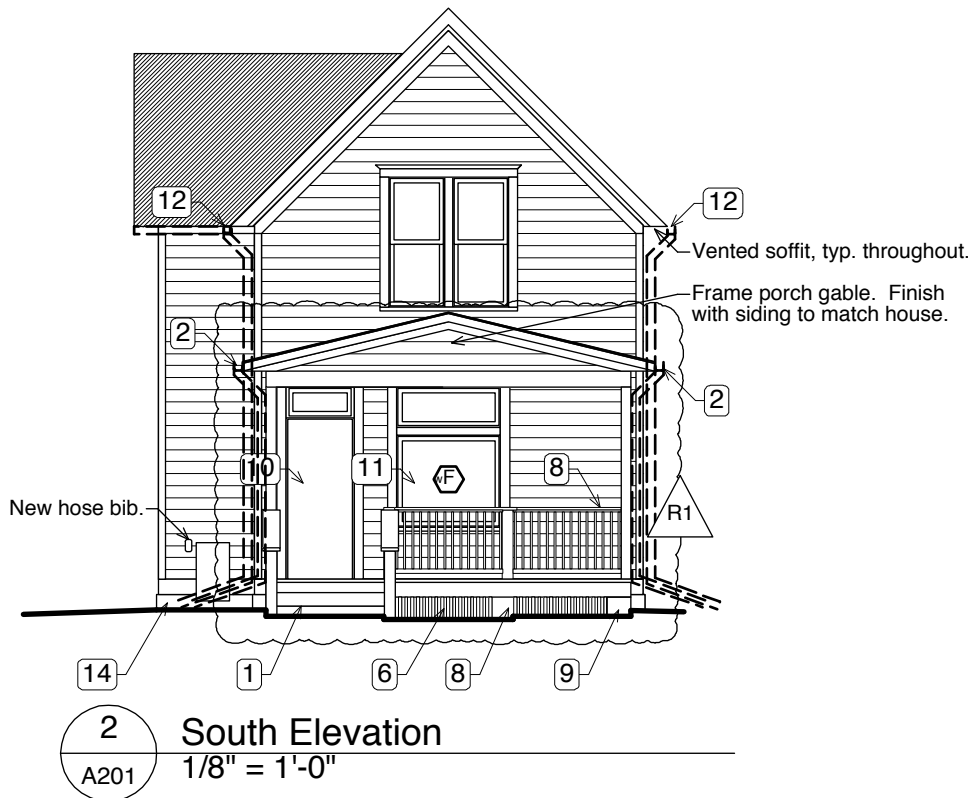 12
12
Vented soffit, typ. throughout.
Frame porch gable. Finish
with siding to match house.
2
2
10
11
wF
8
New hose bib.
R1
14
1
6
8
9
2
A201
South Elevation
1/8" = 1'-0"